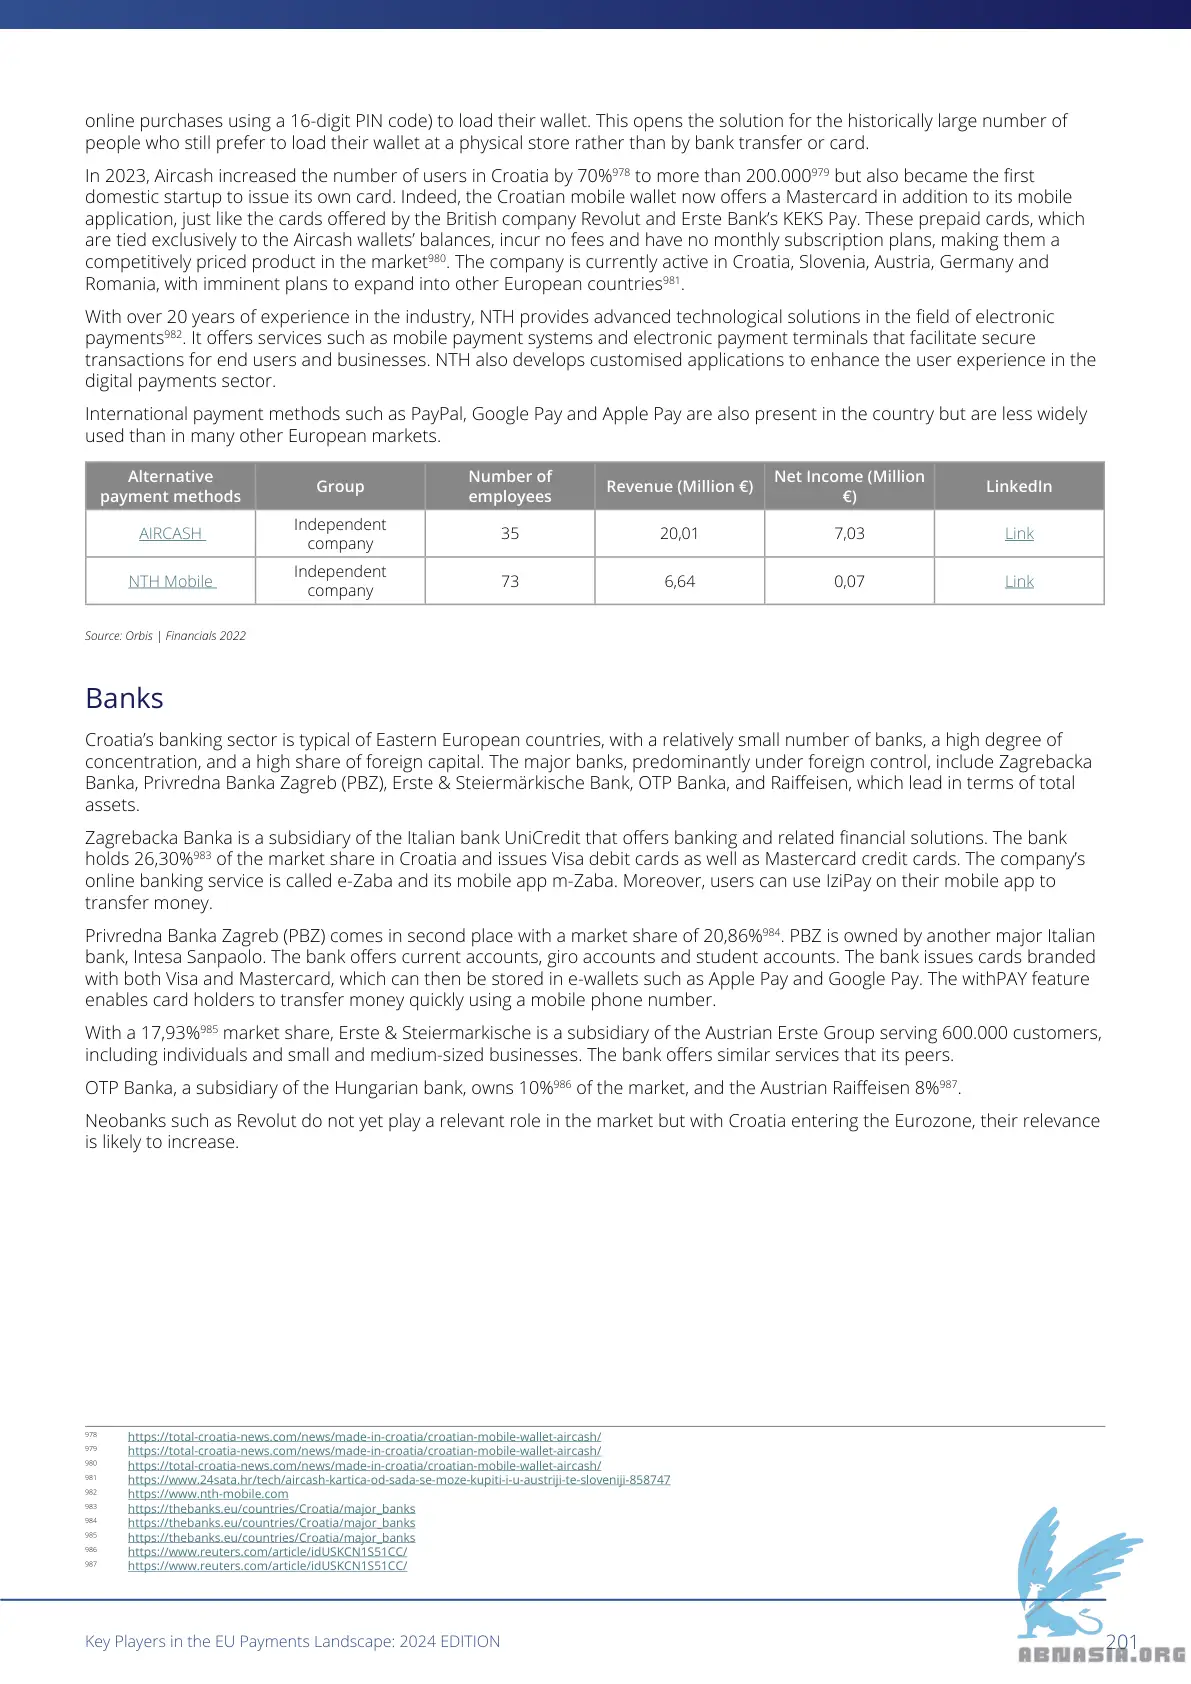 online purchases using a 16-digit PIN code) to load their wallet. This opens the solution for the historically large number of
people who still prefer to load their wallet at a physical store rather than by bank transfer or card.
In 2023, Aircash increased the number of users in Croatia by 70%978 to more than 200.000979 but also became the first
domestic startup to issue its own card. Indeed, the Croatian mobile wallet now offers a Mastercard in addition to its mobile
application, just like the cards offered by the British company Revolut and Erste Bank’s KEKS Pay. These prepaid cards, which
are tied exclusively to the Aircash wallets’ balances, incur no fees and have no monthly subscription plans, making them a
competitively priced product in the market980. The company is currently active in Croatia, Slovenia, Austria, Germany and
Romania, with imminent plans to expand into other European countries981.
With over 20 years of experience in the industry, NTH provides advanced technological solutions in the field of electronic
payments982. It offers services such as mobile payment systems and electronic payment terminals that facilitate secure
transactions for end users and businesses. NTH also develops customised applications to enhance the user experience in the
digital payments sector.
International payment methods such as PayPal, Google Pay and Apple Pay are also present in the country but are less widely
used than in many other European markets.
Alternative payment methods Group Number of employees Revenue (Million €) Net Income (Million €) LinkedIn
AIRCASH Independent company 35 20,01 7,03 Link
NTH Mobile Independent company 73 6,64 0,07 Link
Source: Orbis | Financials 2022
Banks
Croatia’s banking sector is typical of Eastern European countries, with a relatively small number of banks, a high degree of
concentration, and a high share of foreign capital. The major banks, predominantly under foreign control, include Zagrebacka
Banka, Privredna Banka Zagreb (PBZ), Erste & Steiermärkische Bank, OTP Banka, and Raiffeisen, which lead in terms of total
assets.
Zagrebacka Banka is a subsidiary of the Italian bank UniCredit that offers banking and related financial solutions. The bank
holds 26,30%983 of the market share in Croatia and issues Visa debit cards as well as Mastercard credit cards. The company’s
online banking service is called e-Zaba and its mobile app m-Zaba. Moreover, users can use IziPay on their mobile app to
transfer money.
Privredna Banka Zagreb (PBZ) comes in second place with a market share of 20,86%984. PBZ is owned by another major Italian
bank, Intesa Sanpaolo. The bank offers current accounts, giro accounts and student accounts. The bank issues cards branded
with both Visa and Mastercard, which can then be stored in e-wallets such as Apple Pay and Google Pay. The withPAY feature
enables card holders to transfer money quickly using a mobile phone number.
With a 17,93%985 market share, Erste & Steiermarkische is a subsidiary of the Austrian Erste Group serving 600.000 customers,
including individuals and small and medium-sized businesses. The bank offers similar services that its peers.
OTP Banka, a subsidiary of the Hungarian bank, owns 10%986 of the market, and the Austrian Raiffeisen 8%987.
Neobanks such as Revolut do not yet play a relevant role in the market but with Croatia entering the Eurozone, their relevance
is likely to increase.
978 https://total-croatia-news.com/news/made-in-croatia/croatian-mobile-wallet-aircash/
979 https://total-croatia-news.com/news/made-in-croatia/croatian-mobile-wallet-aircash/
980 https://total-croatia-news.com/news/made-in-croatia/croatian-mobile-wallet-aircash/
981 https://www.24sata.hr/tech/aircash-kartica-od-sada-se-moze-kupiti-i-u-austriji-te-sloveniji-858747
982 https://www.nth-mobile.com
983 https://thebanks.eu/countries/Croatia/major_banks
984 https://thebanks.eu/countries/Croatia/major_banks
985 https://thebanks.eu/countries/Croatia/major_banks
986 https://www.reuters.com/article/idUSKCN1S51CC/
987 https://www.reuters.com/article/idUSKCN1S51CC/
Key Players in the EU Payments Landscape: 2024 EDITION 201
ABNASIA.ORG